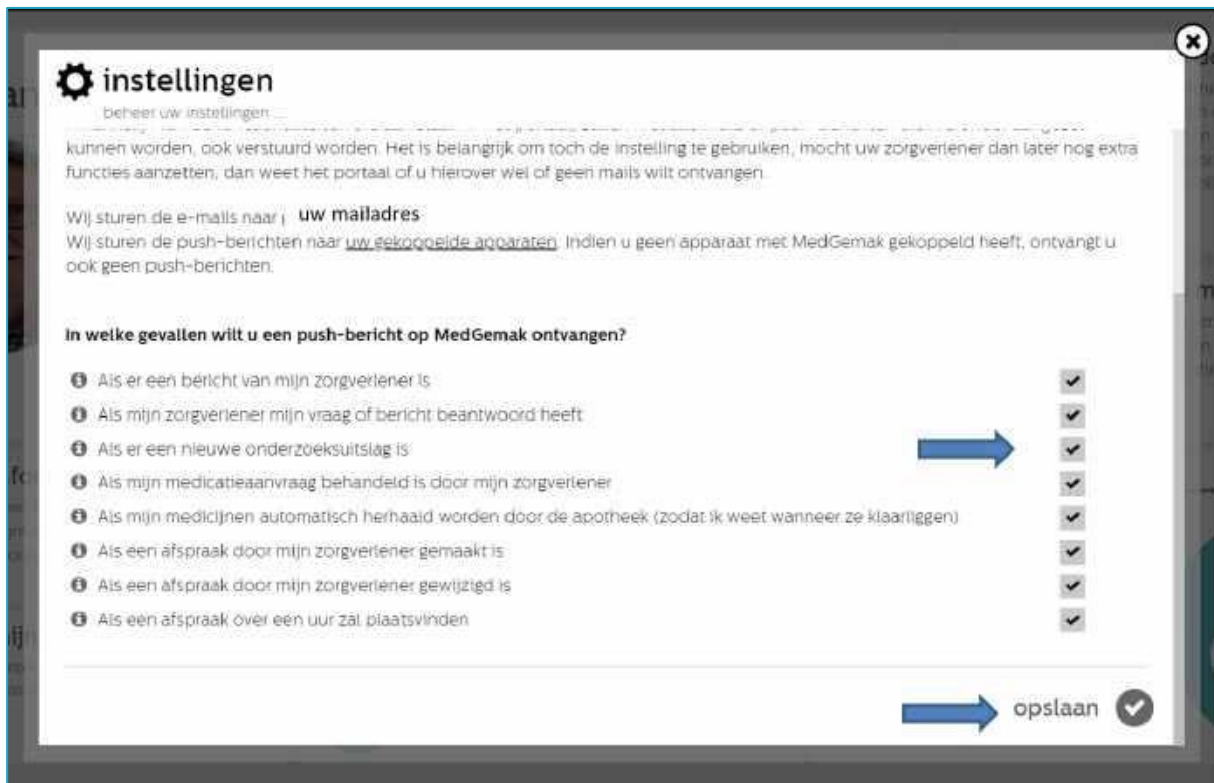 instellingen
beheer uw instellingen ...
kunnen worden, ook verstuurd worden. Het is belangrijk om toch de instelling te gebruiken, mocht uw zorgverlener dan later nog extra
functies aanzetten, dan weet het portaal of u hierover wel of geen mails wilt ontvangen.
Wij sturen de e-mails naar uw mailadres
Wij sturen de push-berichten naar uw gekoppelde apparaten. Indien u geen apparaat met MedGemak gekoppeld heeft, ontvangt u
ook geen push-berichten.
In welke gevallen wilt u een push-bericht op MedGemak ontvangen?
Als er een bericht van mijn zorgverlener is
Als mijn zorgverlener mijn vraag of bericht beantwoord heeft
Als er een nieuwe onderzoeksuitslag is
Als mijn medicatieaanvraag behandeld is door mijn zorgverlener
Als mijn medicijnen automatisch herhaald worden door de apotheek (zodat ik weet wanneer ze klaarliggen)
Als een afspraak door mijn zorgverlener gemaakt is
Als een afspraak door mijn zorgverlener gewijzigd is
Als een afspraak over een uur zal plaatsvinden
opslaan